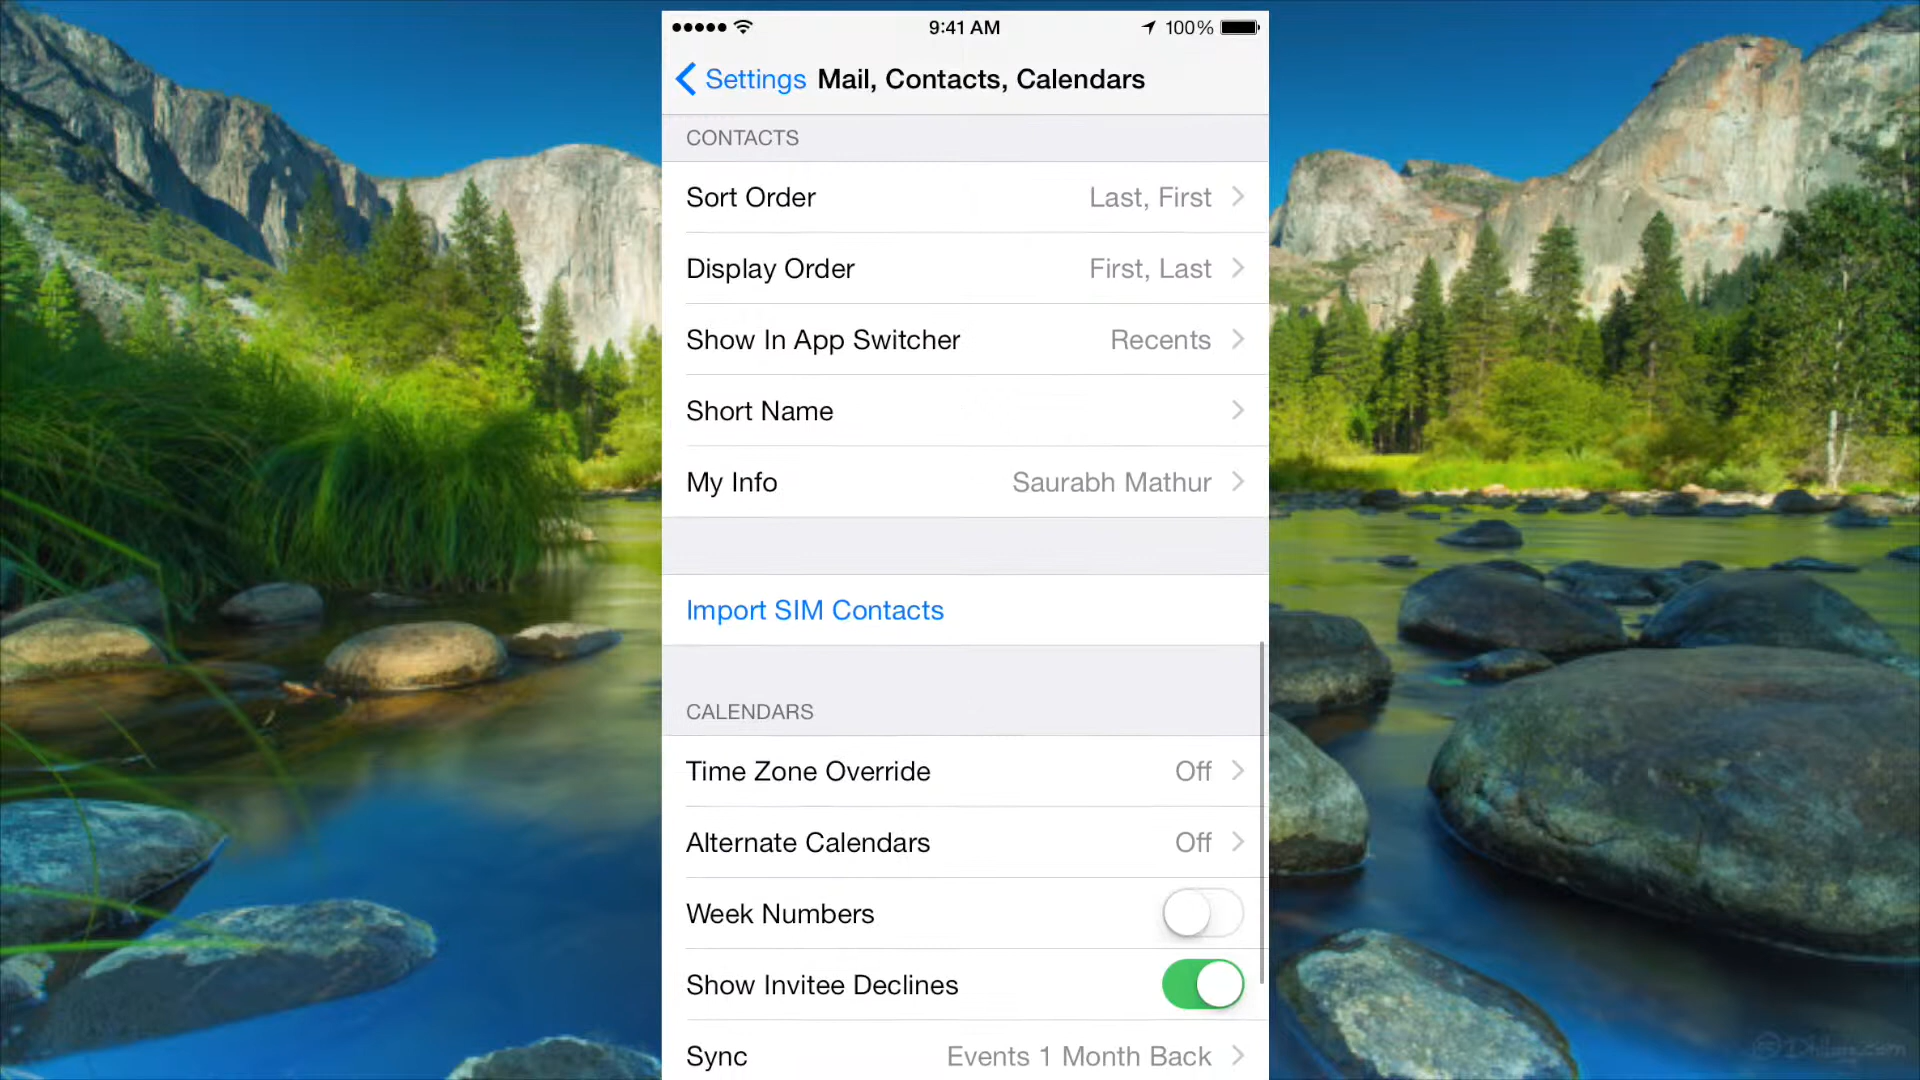 9:41 AM
100%
Settings Mail, Contacts, Calendars
CONTACTS
Sort Order Last, First
Display Order First, Last
Show In App Switcher Recents
Short Name
My Info Saurabh Mathur
Import SIM Contacts
CALENDARS
Time Zone Override Off
Alternate Calendars Off
Week Numbers
Show Invitee Declines
Sync Events 1 Month Back